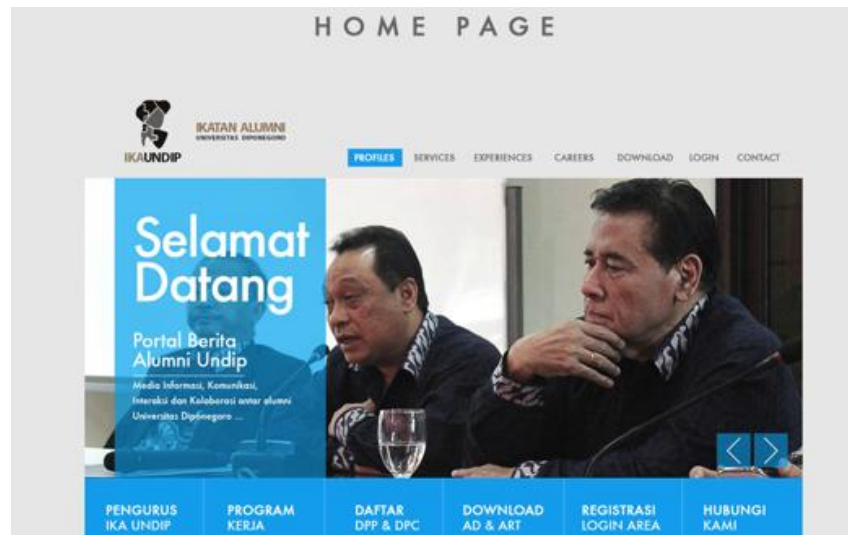 HOME PAGE
IKAUNDIP
IKATAN ALUMNI
UNIVERSITAS DIPONEGORO
PROFILES SERVICES EXPERIENCES CAREERS DOWNLOAD LOGIN CONTACT
Selamat
Datang
Portal Berita
Alumni Undip
Media Informasi, Komunikasi,
Interaksi dan Kolaborasi antar alumni
Universitas Diponegoro ...
PENGURUS
IKA UNDIP
PROGRAM
KERJA
DAFTAR
DPP & DPC
DOWNLOAD
AD & ART
REGISTRASI
LOGIN AREA
HUBUNGI
KAMI